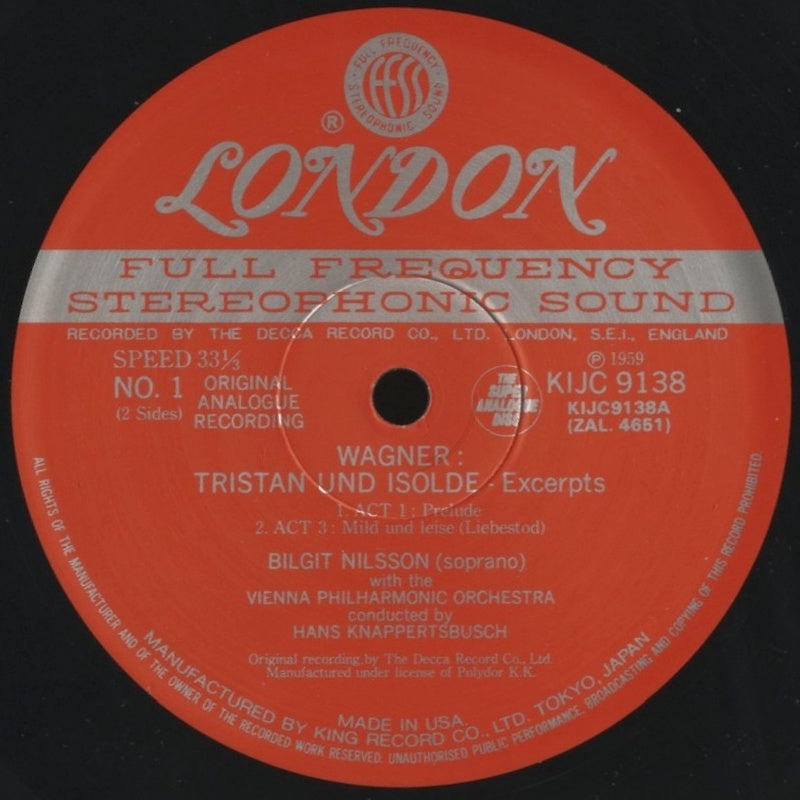 FULL FREQUENCY
STEREOPHONIC SOUND
FFSS
®
LONDON
FULL FREQUENCY
STEREOPHONIC SOUND
RECORDED BY THE DECCA RECORD CO., LTD. LONDON, S.E.I., ENGLAND
SPEED 33⅓
℗ 1959
NO. 1
(2 Sides)
ORIGINAL
ANALOGUE
RECORDING
THE
SUPER
ANALOGUE
DISC
KIJC 9138
KIJC9138A
(ZAL. 4651)
WAGNER :
TRISTAN UND ISOLDE - Excerpts
1. ACT 1 : Prelude
2. ACT 3 : Mild und leise (Liebestod)
BILGIT NILSSON (soprano)
with the
VIENNA PHILHARMONIC ORCHESTRA
conducted by
HANS KNAPPERTSBUSCH
Original recording by The Decca Record Co., Ltd.
Manufactured under license of Polydor K.K.
MADE IN USA.
MANUFACTURED BY KING RECORD CO., LTD. TOKYO, JAPAN
ALL RIGHTS OF THE MANUFACTURER AND OF THE OWNER OF THE RECORDED WORK RESERVED. UNAUTHORISED PUBLIC PERFORMANCE, BROADCASTING AND COPYING OF THIS RECORD PROHIBITED.